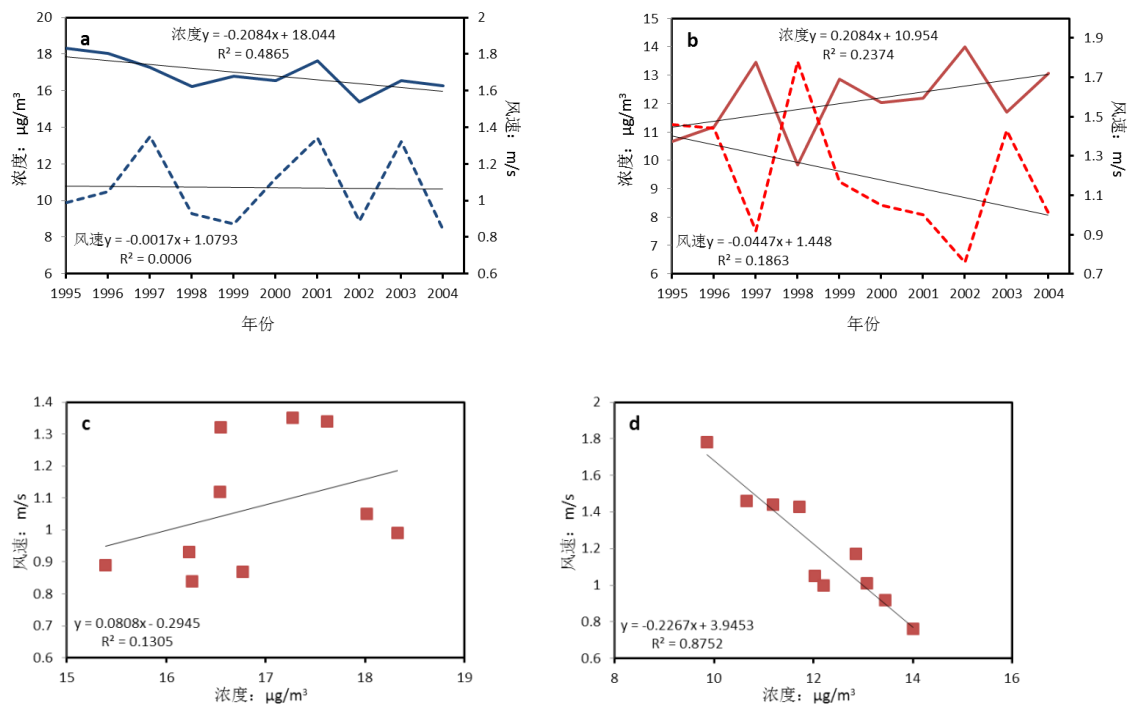 a
浓度y = -0.2084x + 18.044
R² = 0.4865
20
18
16
14
12
10
8
6
浓度：μg/m³
2
1.8
1.6
1.4
1.2
1
0.8
0.6
风速：m/s
风速y = -0.0017x + 1.0793
R² = 0.0006
1995 1996 1997 1998 1999 2000 2001 2002 2003 2004
年份
b
浓度y = 0.2084x + 10.954
R² = 0.2374
15
14
13
12
11
10
9
8
7
6
浓度：μg/m³
1.9
1.7
1.5
1.3
1.1
0.9
0.7
风速：m/s
风速y = -0.0447x + 1.448
R² = 0.1863
1995 1996 1997 1998 1999 2000 2001 2002 2003 2004
年份
c
1.4
1.3
1.2
1.1
1
0.9
0.8
0.7
0.6
风速：m/s
y = 0.0808x - 0.2945
R² = 0.1305
15 16 17 18 19
浓度：μg/m³
d
2
1.8
1.6
1.4
1.2
1
0.8
0.6
风速：m/s
y = -0.2267x + 3.9453
R² = 0.8752
8 10 12 14 16
浓度：μg/m³